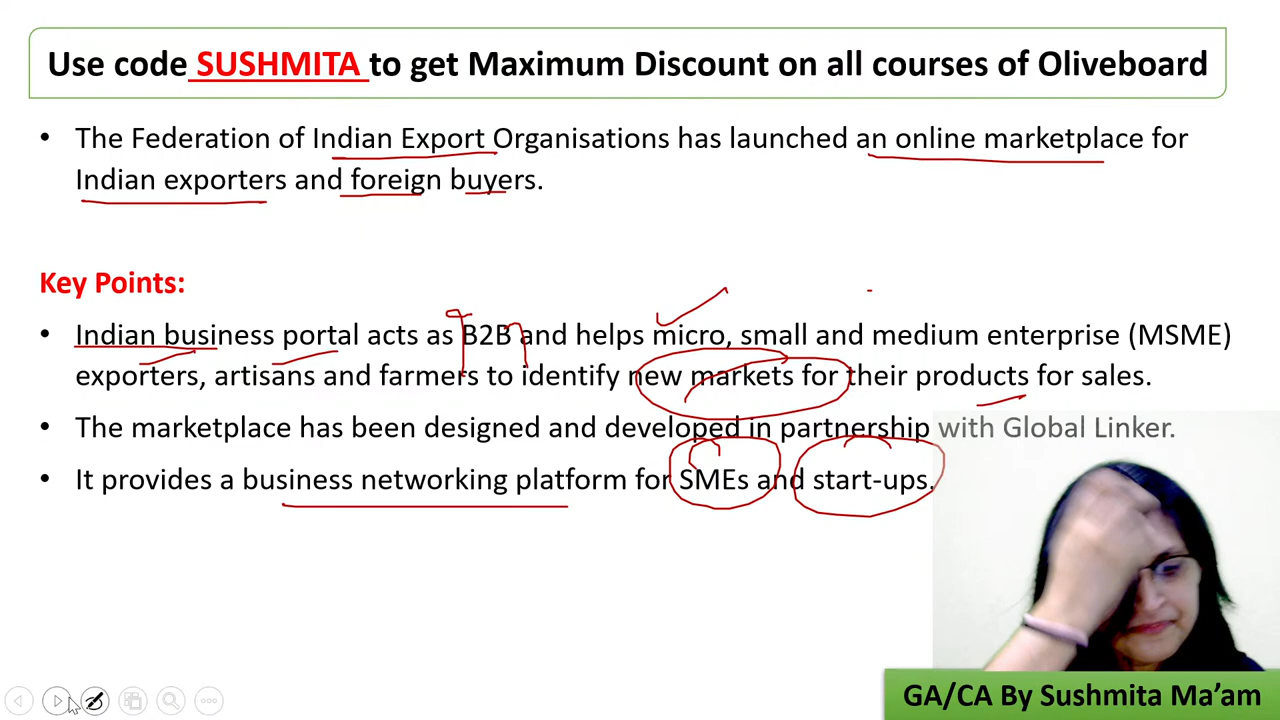 Use code SUSHMITA to get Maximum Discount on all courses of Oliveboard
• The Federation of Indian Export Organisations has launched an online marketplace for
Indian exporters and foreign buyers.
Key Points:
• Indian business portal acts as B2B and helps micro, small and medium enterprise (MSME)
exporters, artisans and farmers to identify new markets for their products for sales.
• The marketplace has been designed and developed in partnership with Global Linker.
• It provides a business networking platform for SMEs and start-ups.
GA/CA By Sushmita Ma’am